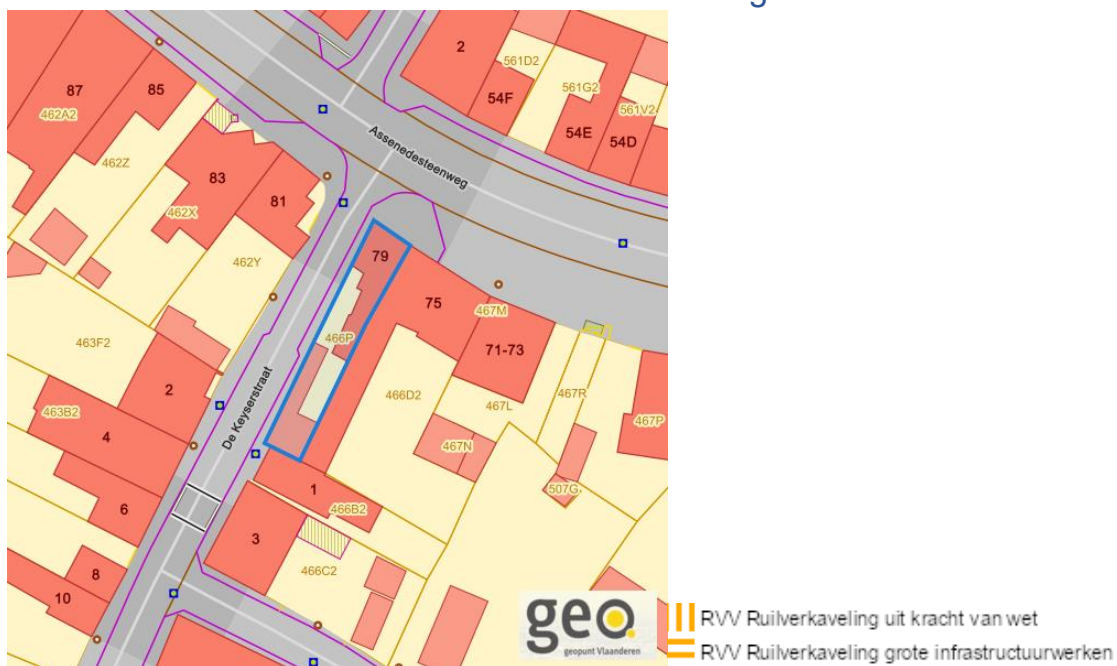 2
561D2
87
85
54F
561G2
561V2
462A2
54E
54D
Assenedesteenweg
462Z
83
462X
81
462Y
79
75
467M
466P
463F2
71-73
2
466D2
467L
467R
463B2
467P
De Keyserstraat
4
467N
1
507G
6
466B2
3
8
466C2
10
geo
geopunt Vlaanderen
RVV Ruilverkaveling uit kracht van wet
RVV Ruilverkaveling grote infrastructuurwerken